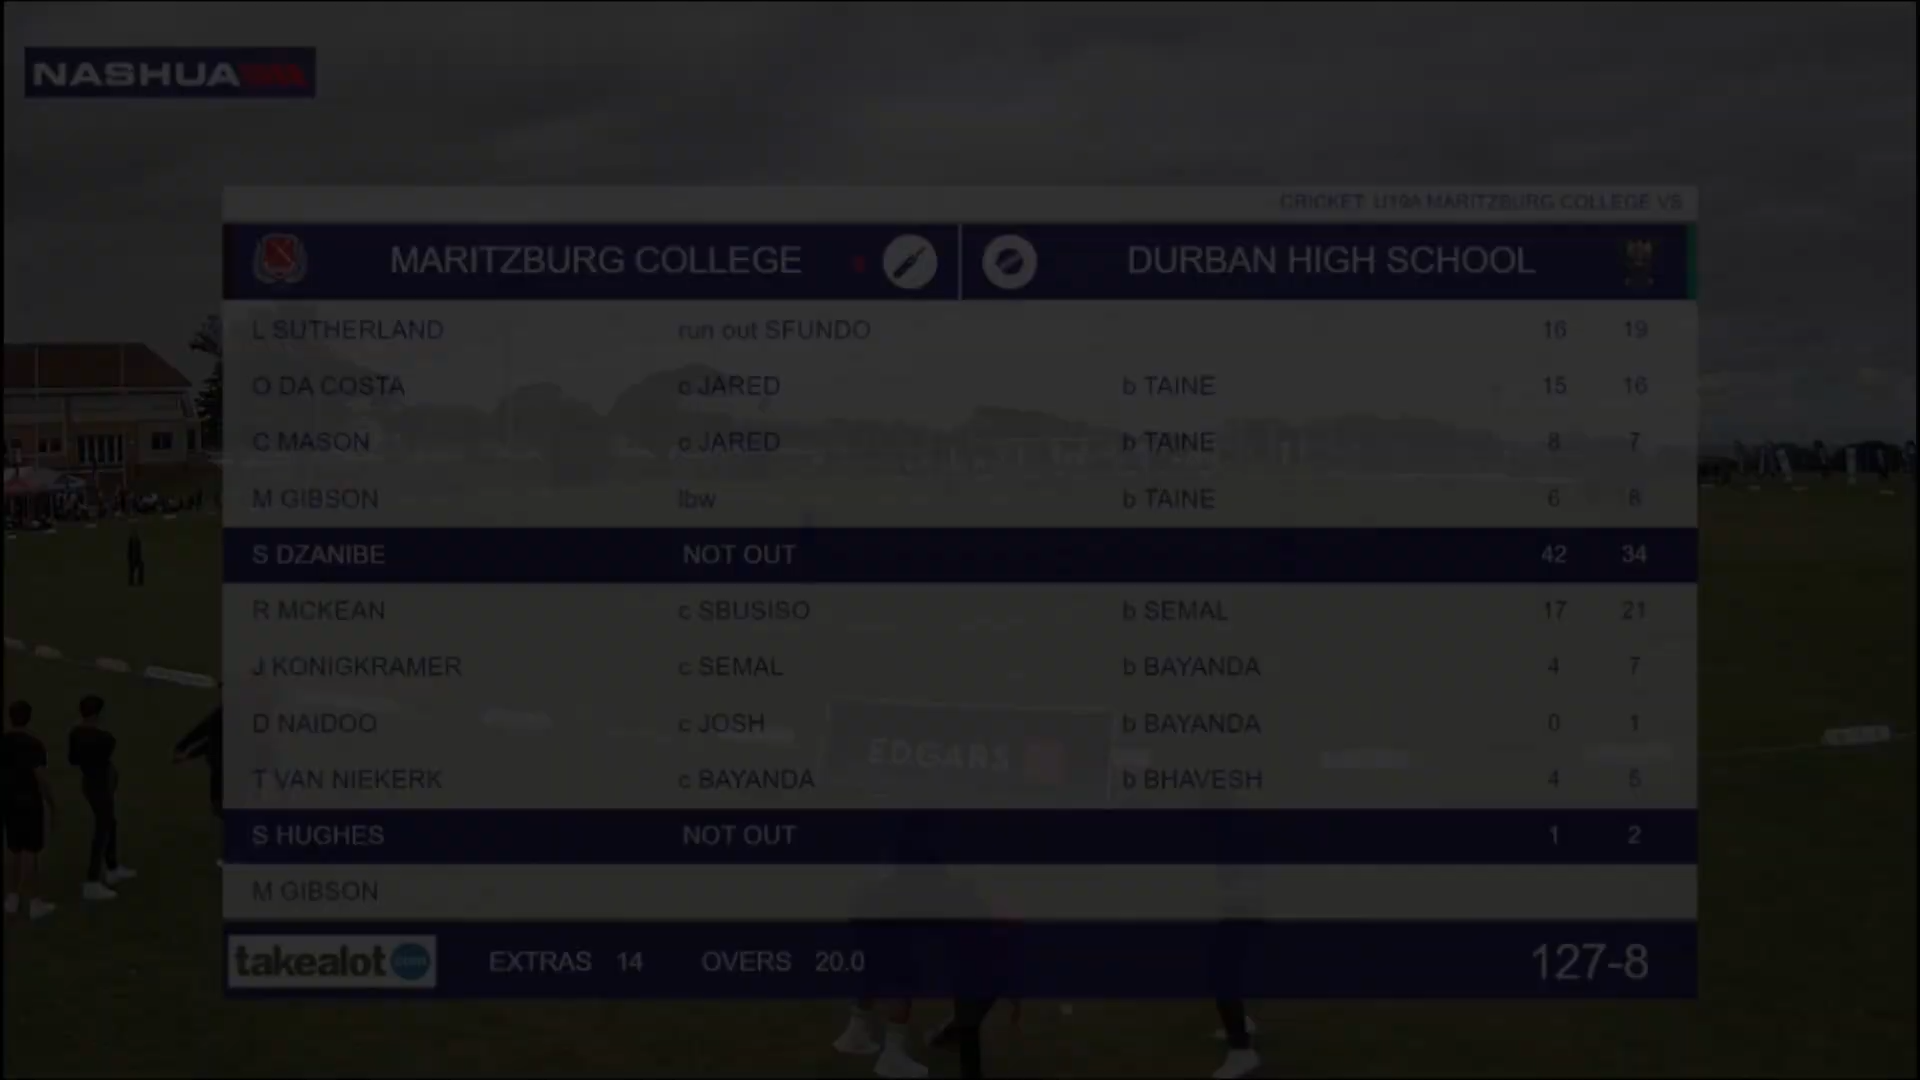 NASHUA
CRICKET: U19A MARITZBURG COLLEGE VS
MARITZBURG COLLEGE DURBAN HIGH SCHOOL
L SUTHERLAND run out SFUNDO 16 19
O DA COSTA c JARED b TAINE 15 16
C MASON c JARED b TAINE 8 7
M GIBSON lbw b TAINE 6 8
S DZANIBE NOT OUT 42 34
R MCKEAN c SBUSISO b SEMAL 17 21
J KONIGKRAMER c SEMAL b BAYANDA 4 7
D NAIDOO c JOSH b BAYANDA 0 1
EDGARS
T VAN NIEKERK c BAYANDA b BHAVESH 4 5
S HUGHES NOT OUT 1 2
M GIBSON
takealot com EXTRAS 14 OVERS 20.0 127-8